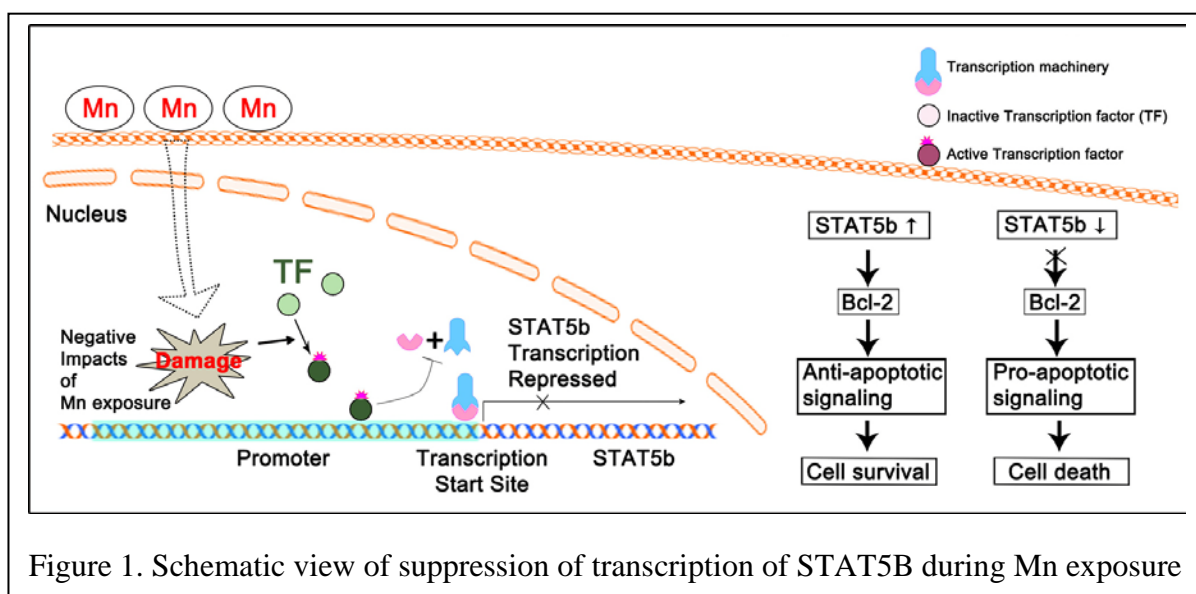 Mn Mn Mn
Transcription machinery
Inactive Transcription factor (TF)
Active Transcription factor
Nucleus
TF
Negative
Impacts
of
Mn exposure
Damage
+
STAT5b
Transcription
Repressed
Promoter
Transcription
Start Site
STAT5b
STAT5b ↑
Bcl-2
Anti-apoptotic
signaling
Cell survival
STAT5b ↓
Bcl-2
Pro-apoptotic
signaling
Cell death
Figure 1. Schematic view of suppression of transcription of STAT5B during Mn exposure